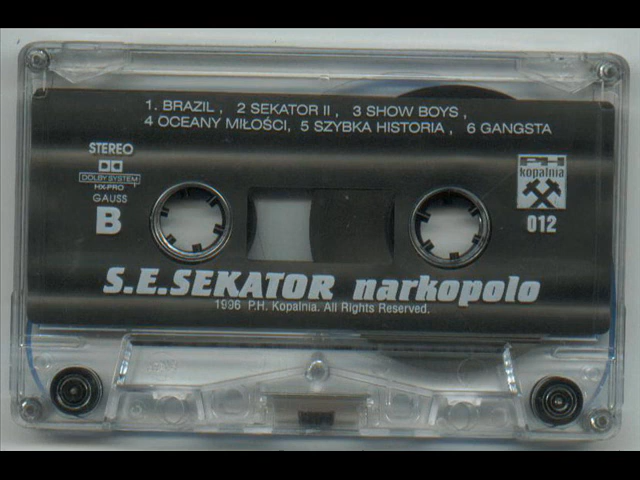 1. BRAZIL, 2 SEKATOR II, 3 SHOW BOYS,
4 OCEANY MIŁOŚCI, 5 SZYBKA HISTORIA, 6 GANGSTA
STEREO
DOLBY SYSTEM
HX-PRO
GAUSS
B
PH
kopalnia
012
S.E.SEKATOR narkopolo
1996 P.H. Kopalnia. All Rights Reserved.